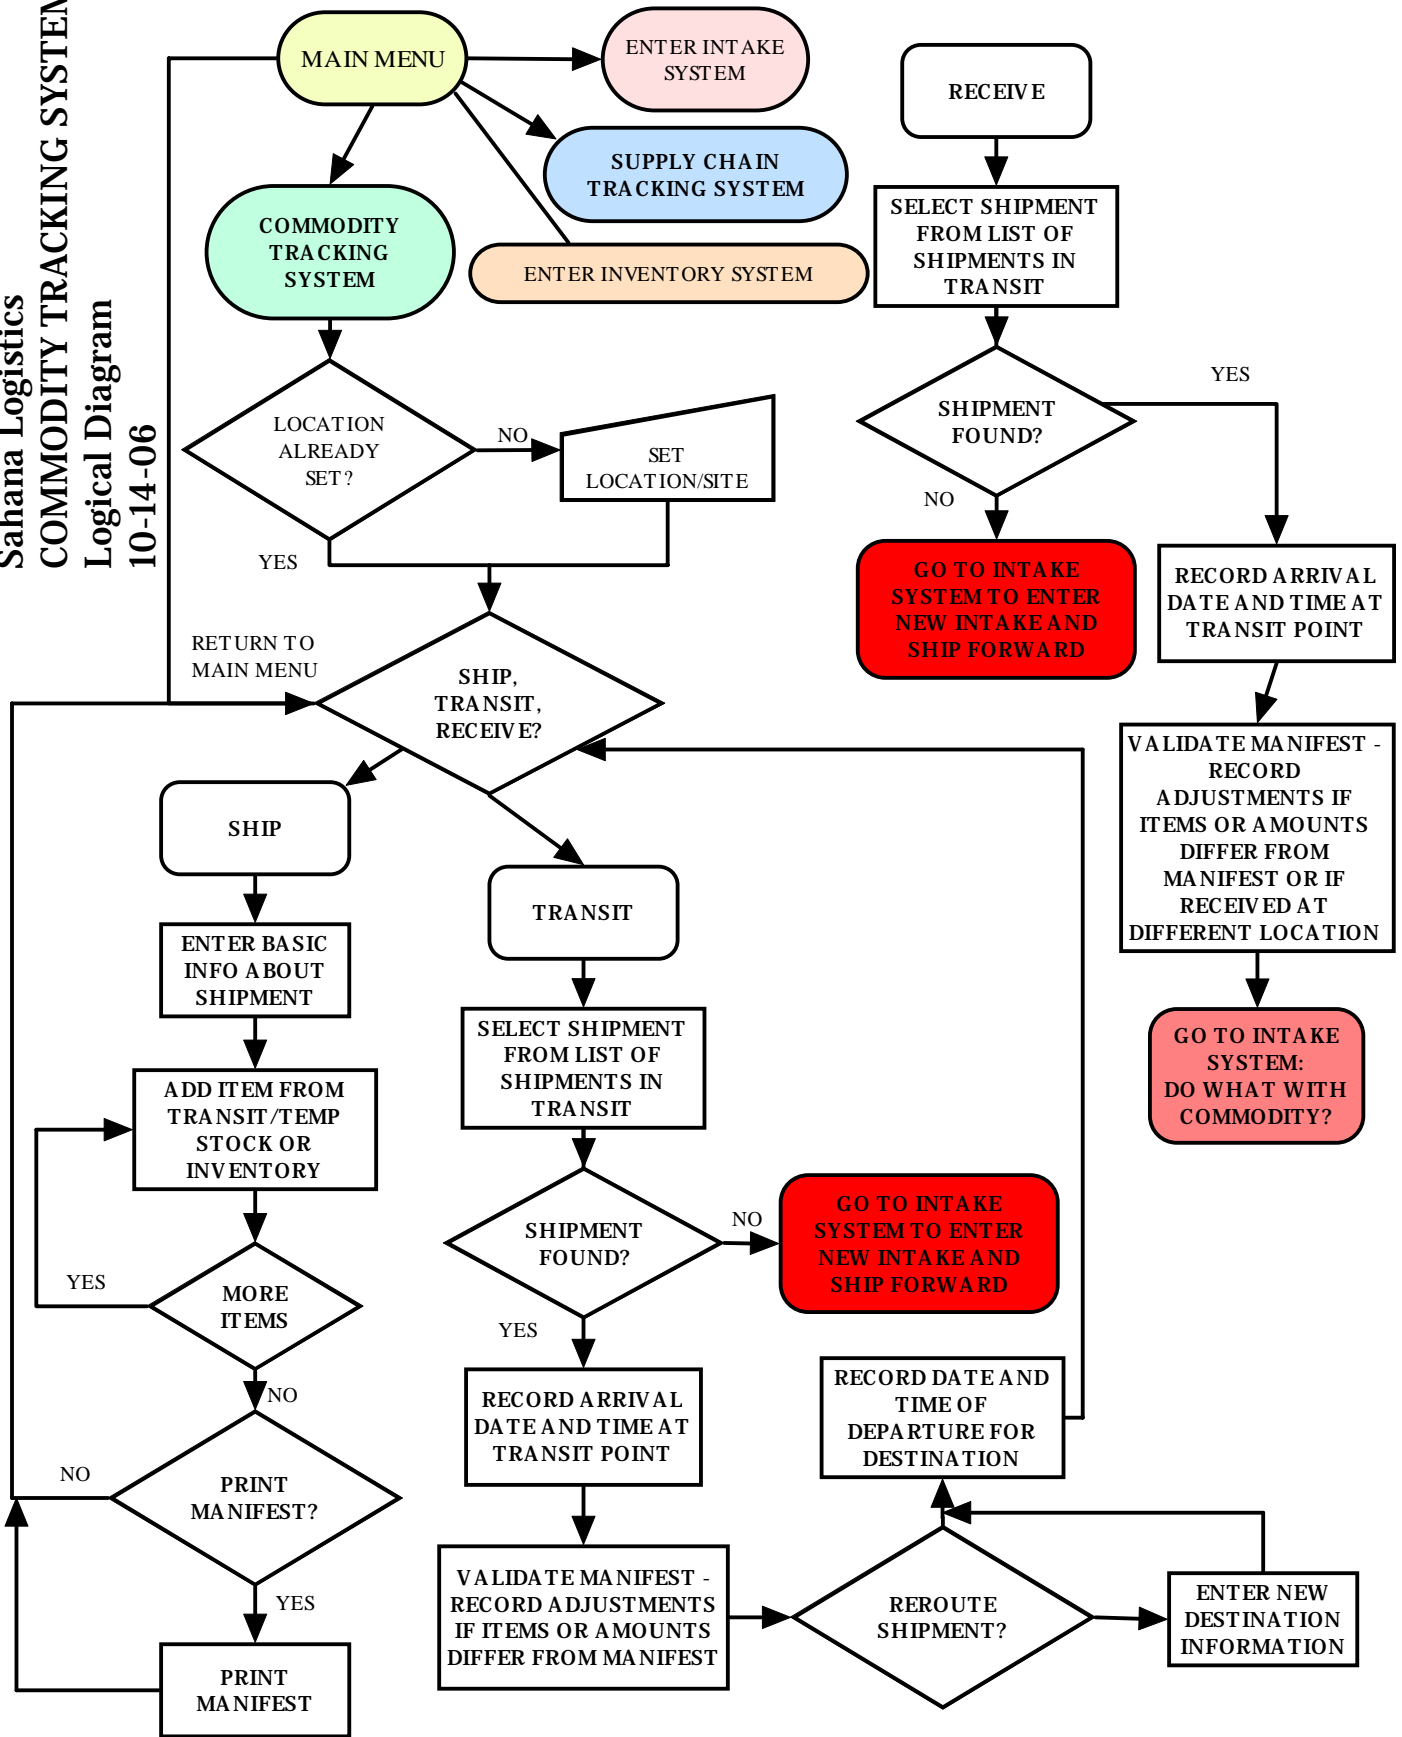 Sahana Logistics
COMMODITY TRACKING SYSTEM
Logical Diagram
10-14-06
MAIN MENU
ENTER INTAKE
SYSTEM
SUPPLY CHAIN
TRACKING SYSTEM
COMMODITY
TRACKING
SYSTEM
ENTER INVENTORY SYSTEM
LOCATION
ALREADY
SET?
NO
SET
LOCATION/SITE
YES
RETURN TO
MAIN MENU
SHIP,
TRANSIT,
RECEIVE?
SHIP
ENTER BASIC
INFO ABOUT
SHIPMENT
ADD ITEM FROM
TRANSIT/TEMP
STOCK OR
INVENTORY
YES
MORE
ITEMS
NO
NO
PRINT
MANIFEST?
YES
PRINT
MANIFEST
TRANSIT
SELECT SHIPMENT
FROM LIST OF
SHIPMENTS IN
TRANSIT
SHIPMENT
FOUND?
NO
GO TO INTAKE
SYSTEM TO ENTER
NEW INTAKE AND
SHIP FORWARD
YES
RECORD ARRIVAL
DATE AND TIME AT
TRANSIT POINT
VALIDATE MANIFEST -
RECORD ADJUSTMENTS
IF ITEMS OR AMOUNTS
DIFFER FROM MANIFEST
REROUTE
SHIPMENT?
ENTER NEW
DESTINATION
INFORMATION
RECORD DATE AND
TIME OF
DEPARTURE FOR
DESTINATION
RECEIVE
SELECT SHIPMENT
FROM LIST OF
SHIPMENTS IN
TRANSIT
SHIPMENT
FOUND?
YES
NO
GO TO INTAKE
SYSTEM TO ENTER
NEW INTAKE AND
SHIP FORWARD
RECORD ARRIVAL
DATE AND TIME AT
TRANSIT POINT
VALIDATE MANIFEST -
RECORD
ADJUSTMENTS IF
ITEMS OR AMOUNTS
DIFFER FROM
MANIFEST OR IF
RECEIVED AT
DIFFERENT LOCATION
GO TO INTAKE
SYSTEM:
DO WHAT WITH
COMMODITY?